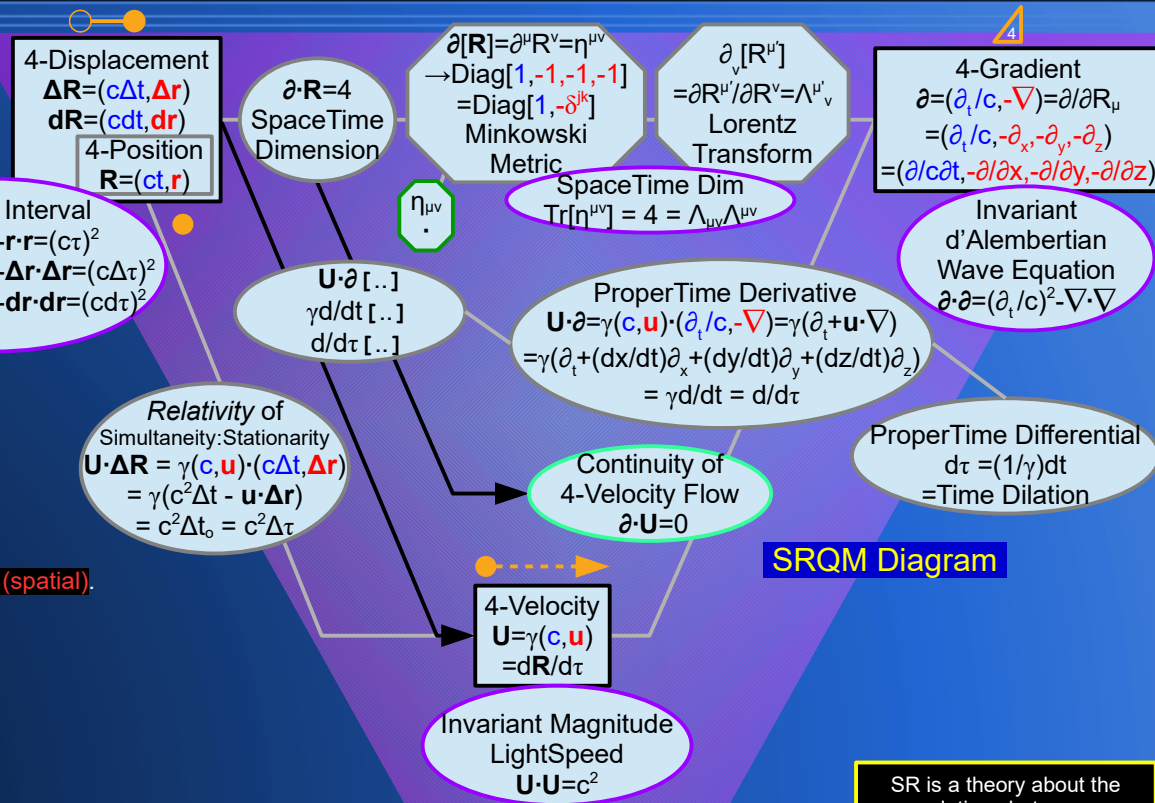 4-Displacement
ΔR=(cΔt,Δr)
dR=(cdt,dr)
4-Position
R=(ct,r)
∂·R=4
SpaceTime
Dimension
∂[R]=∂^μR^ν=η^μν
→Diag[1,-1,-1,-1]
=Diag[1,-δ^jk]
Minkowski
Metric
∂_ν[R^μ']
=∂R^μ'/∂R^ν=Λ^μ'_ν
Lorentz
Transform
4
4-Gradient
∂=(∂_t/c,-∇)=∂/∂R_μ
=(∂_t/c,-∂_x,-∂_y,-∂_z)
=(∂/c∂t,-∂/∂x,-∂/∂y,-∂/∂z)
SpaceTime Dim
Tr[η^μν] = 4 = Λ_μνΛ^μν
η_μν
·
Interval
-r·r=(cτ)²
-Δr·Δr=(cΔτ)²
-dr·dr=(cdτ)²
Invariant
d'Alembertian
Wave Equation
∂·∂=(∂_t/c)²-∇·∇
U·∂ [..]
γd/dt [..]
d/dτ [..]
ProperTime Derivative
U·∂=γ(c,u)·(∂_t/c,-∇)=γ(∂_t+u·∇)
=γ(∂_t+(dx/dt)∂_x+(dy/dt)∂_y+(dz/dt)∂_z)
= γd/dt = d/dτ
Relativity of
Simultaneity:Stationarity
U·ΔR = γ(c,u)·(cΔt,Δr)
= γ(c²Δt - u·Δr)
= c²Δt_o = c²Δτ
ProperTime Differential
dτ =(1/γ)dt
=Time Dilation
Continuity of
4-Velocity Flow
∂·U=0
SRQM Diagram
(spatial).
4-Velocity
U=γ(c,u)
=dR/dτ
Invariant Magnitude
LightSpeed
U·U=c²
SR is a theory about the